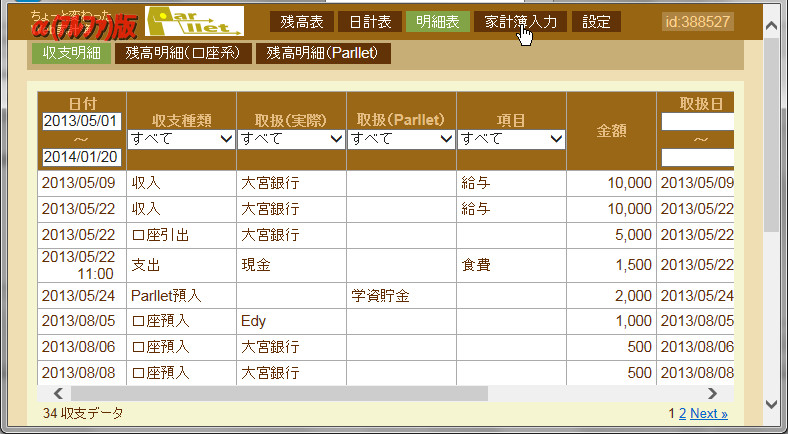 ちょーと変わった
α(アルファ)版
Parllet.
残高表 日計表 明細表 家計簿入力 設定 id:388527
収支明細 残高明細(口座系) 残高明細(Parllet)
日付 収支種類 取扱(実際) 取扱(Parllet) 項目 金額 取扱日
2013/05/01 ～ 2014/01/20 すべて すべて すべて すべて ～
2013/05/09 収入 大宮銀行 給与 10,000 2013/05/09
2013/05/22 収入 大宮銀行 給与 10,000 2013/05/22
2013/05/22 口座引出 大宮銀行 5,000 2013/05/22
2013/05/22 11:00 支出 現金 食費 1,500 2013/05/22
2013/05/24 Parllet預入 学資貯金 2,000 2013/05/24
2013/08/05 口座預入 Edy 1,000 2013/08/05
2013/08/06 口座預入 大宮銀行 500 2013/08/06
2013/08/08 口座預入 大宮銀行 500 2013/08/08
34 収支データ 1 2 Next »